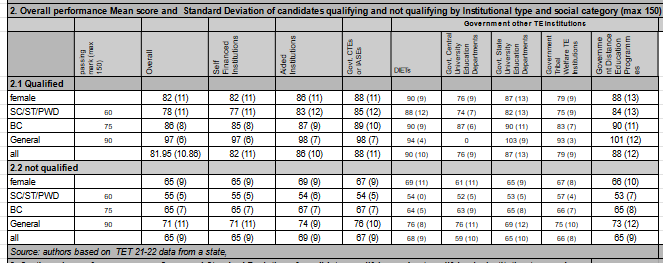 2. Overall performance Mean score and Standard Deviation of candidates qualifying and not qualifying by Institutional type and social category (max 150)
Government other TE Institutions
passing mark (max 150) Overall Self Financed Institutions Aided Institutions Govt. CTEs or IASEs DIETs Govt. Central University Education Departments Govt. State University Education Departments Government Tribal Welfare TE Institutions Governme nt Distance Education Programm es
2.1 Qualified
female 82 (11) 82 (11) 86 (11) 88 (11) 90 (9) 76 (9) 87 (13) 79 (9) 88 (13)
SC/ST/PWD 60 78 (11) 77 (11) 83 (12) 85 (12) 88 (12) 74 (7) 82 (13) 75 (9) 84 (13)
BC 75 86 (8) 85 (8) 87 (9) 89 (10) 90 (9) 87 (6) 90 (11) 83 (7) 90 (11)
General 90 97 (6) 97 (6) 98 (7) 98 (7) 94 (4) 0 103 (9) 93 (3) 101 (12)
all 81.95 (10.86) 82 (11) 86 (10) 88 (11) 90 (10) 76 (9) 87 (13) 79 (9) 88 (12)
2.2 not qualified
female 65 (9) 65 (9) 69 (9) 67 (9) 69 (11) 61 (11) 65 (9) 67 (8) 66 (10)
SC/ST/PWD 60 55 (5) 55 (5) 54 (6) 54 (5) 54 (0) 52 (5) 53 (5) 57 (4) 54 (7)
BC 75 65 (7) 65 (7) 67 (7) 67 (7) 64 (5) 63 (9) 65 (8) 66 (7) 65 (8)
General 90 71 (11) 71 (11) 74 (9) 76 (10) 76 (8) 71 (11) 69 (12) 75 (10) 73 (12)
all 65 (9) 65 (9) 69 (9) 67 (9) 68 (9) 59 (10) 65 (10) 66 (8) 65 (9)
Source: authors based on TET 21-22 data from a state,